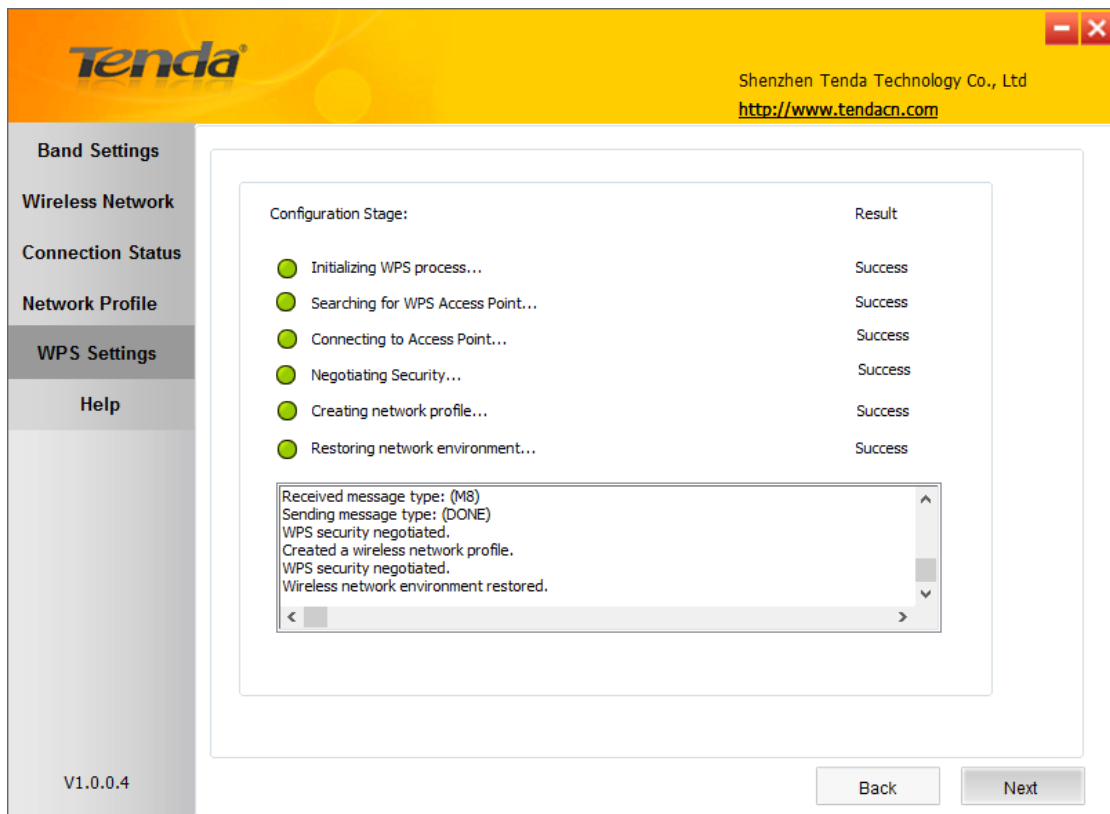 Tenda®
Shenzhen Tenda Technology Co., Ltd
http://www.tendacn.com
Band Settings
Wireless Network
Connection Status
Network Profile
WPS Settings
Help
V1.0.0.4
Configuration Stage: Result
Initializing WPS process... Success
Searching for WPS Access Point... Success
Connecting to Access Point... Success
Negotiating Security... Success
Creating network profile... Success
Restoring network environment... Success
Received message type: (M8)
Sending message type: (DONE)
WPS security negotiated.
Created a wireless network profile.
WPS security negotiated.
Wireless network environment restored.
Back Next